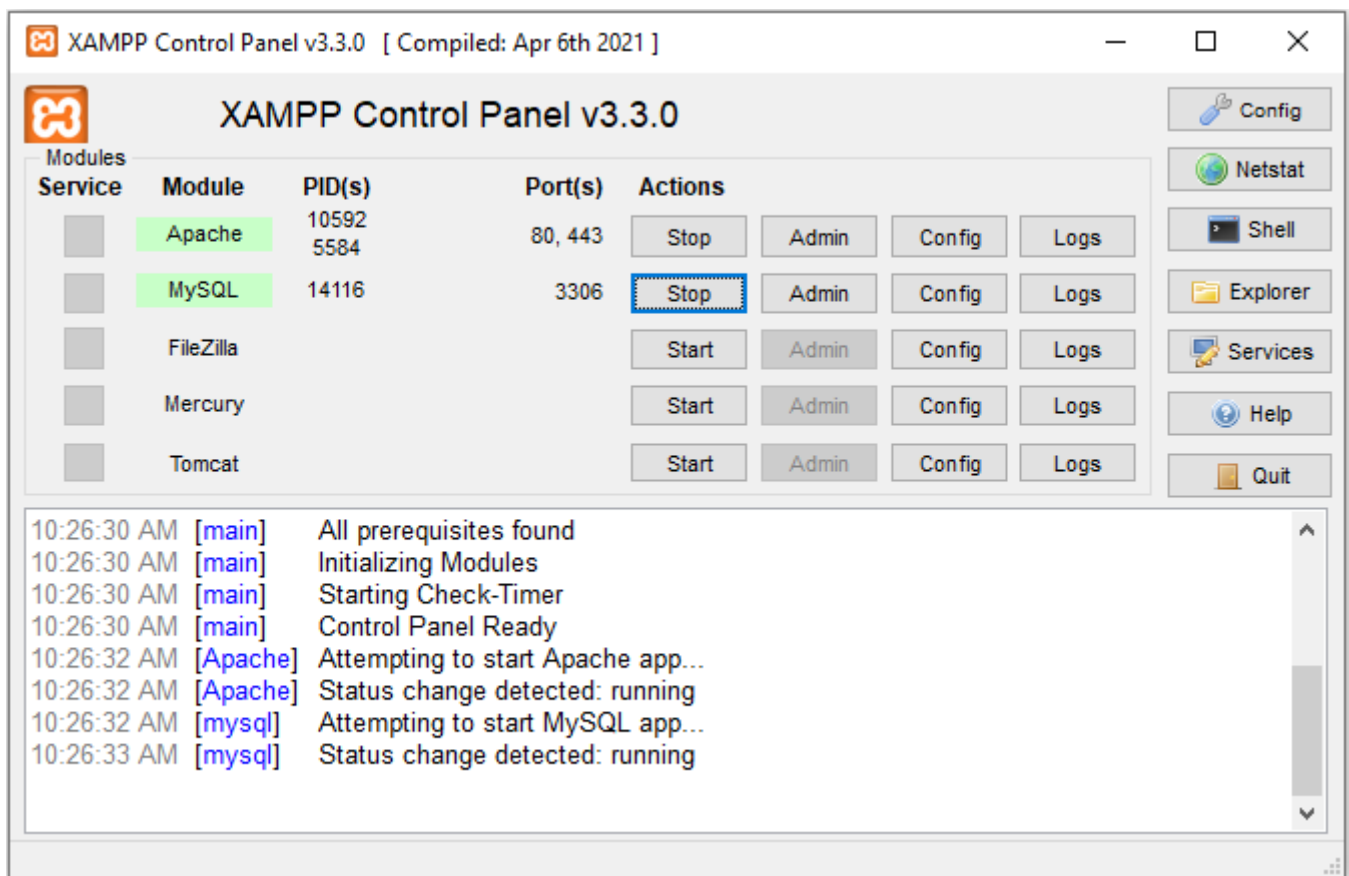 XAMPP Control Panel v3.3.0 [ Compiled: Apr 6th 2021 ]
XAMPP Control Panel v3.3.0
Config
Modules
Netstat
Service Module PID(s) Port(s) Actions
Apache 10592 5584 80, 443 Stop Admin Config Logs
Shell
MySQL 14116 3306 Stop Admin Config Logs
Explorer
FileZilla Start Admin Config Logs
Services
Mercury Start Admin Config Logs
Help
Tomcat Start Admin Config Logs
Quit
10:26:30 AM [main] All prerequisites found
10:26:30 AM [main] Initializing Modules
10:26:30 AM [main] Starting Check-Timer
10:26:30 AM [main] Control Panel Ready
10:26:32 AM [Apache] Attempting to start Apache app...
10:26:32 AM [Apache] Status change detected: running
10:26:32 AM [mysql] Attempting to start MySQL app...
10:26:33 AM [mysql] Status change detected: running